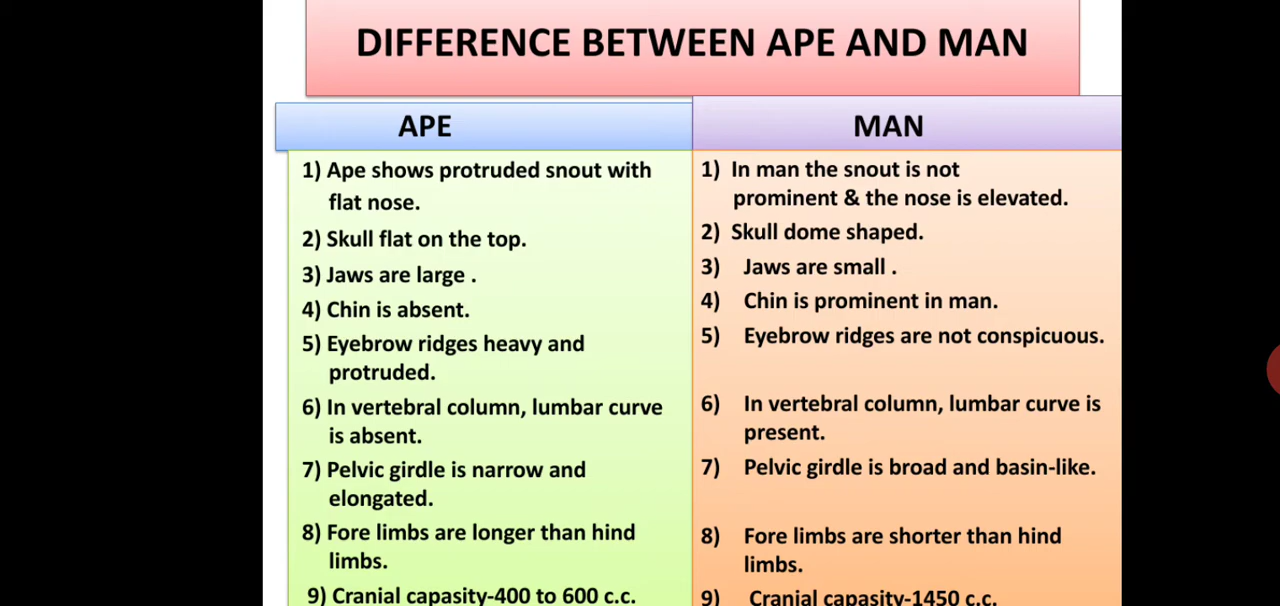 DIFFERENCE BETWEEN APE AND MAN
APE
1) Ape shows protruded snout with
flat nose.
2) Skull flat on the top.
3) Jaws are large .
4) Chin is absent.
5) Eyebrow ridges heavy and
protruded.
6) In vertebral column, lumbar curve
is absent.
7) Pelvic girdle is narrow and
elongated.
8) Fore limbs are longer than hind
limbs.
9) Cranial capacity-400 to 600 c.c.
MAN
1) In man the snout is not
prominent & the nose is elevated.
2) Skull dome shaped.
3) Jaws are small .
4) Chin is prominent in man.
5) Eyebrow ridges are not conspicuous.
6) In vertebral column, lumbar curve is
present.
7) Pelvic girdle is broad and basin-like.
8) Fore limbs are shorter than hind
limbs.
9) Cranial capacity-1450 c.c.